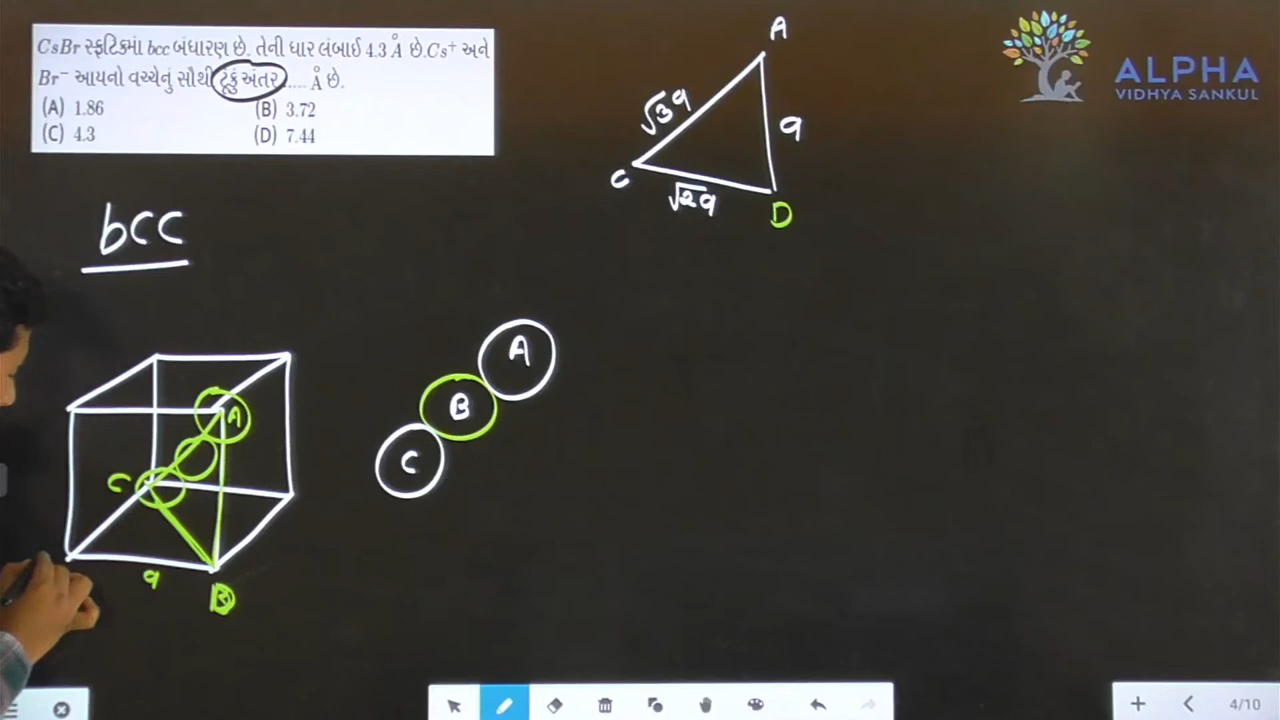 CsBr સ્ફટિકમાં bcc બંધારણ છે. તેની ધાર લંબાઈ 4.3 Å છે. Cs⁺ અને
Br⁻ આયનો વચ્ચેનું સૌથી ટૂંકું અંતર ..... Å છે.
(A) 1.86 (B) 3.72
(C) 4.3 (D) 7.44
ALPHA
VIDHYA SANKUL
A
√3a
a
C
√2a
D
bcc
A
B
C
A
C
a
D
4/10